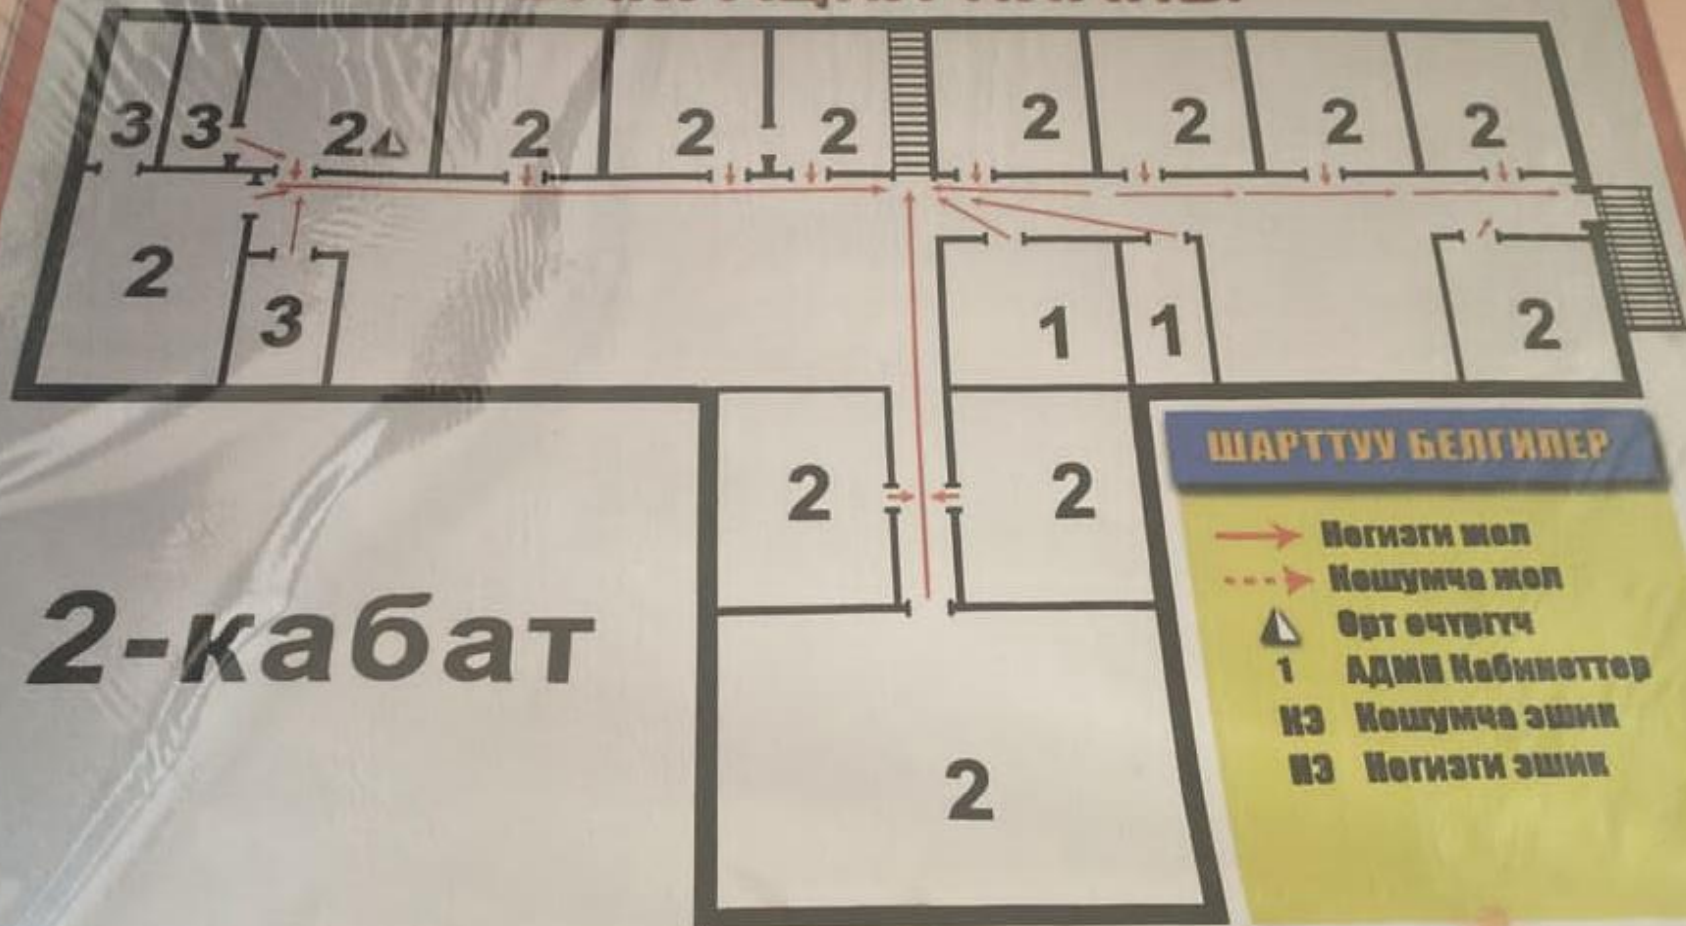 3 3 2 2 2 2 2 2 2 2
2 3 1 1 2
2 2
2
2-кабат
ШАРТТУУ БЕЛГИЛЕР
Негизги жол
Кошумча жол
Өрт өчүргүч
1 АДМН Кабинеттер
КЭ Кошумча эшик
НЭ Негизги эшик